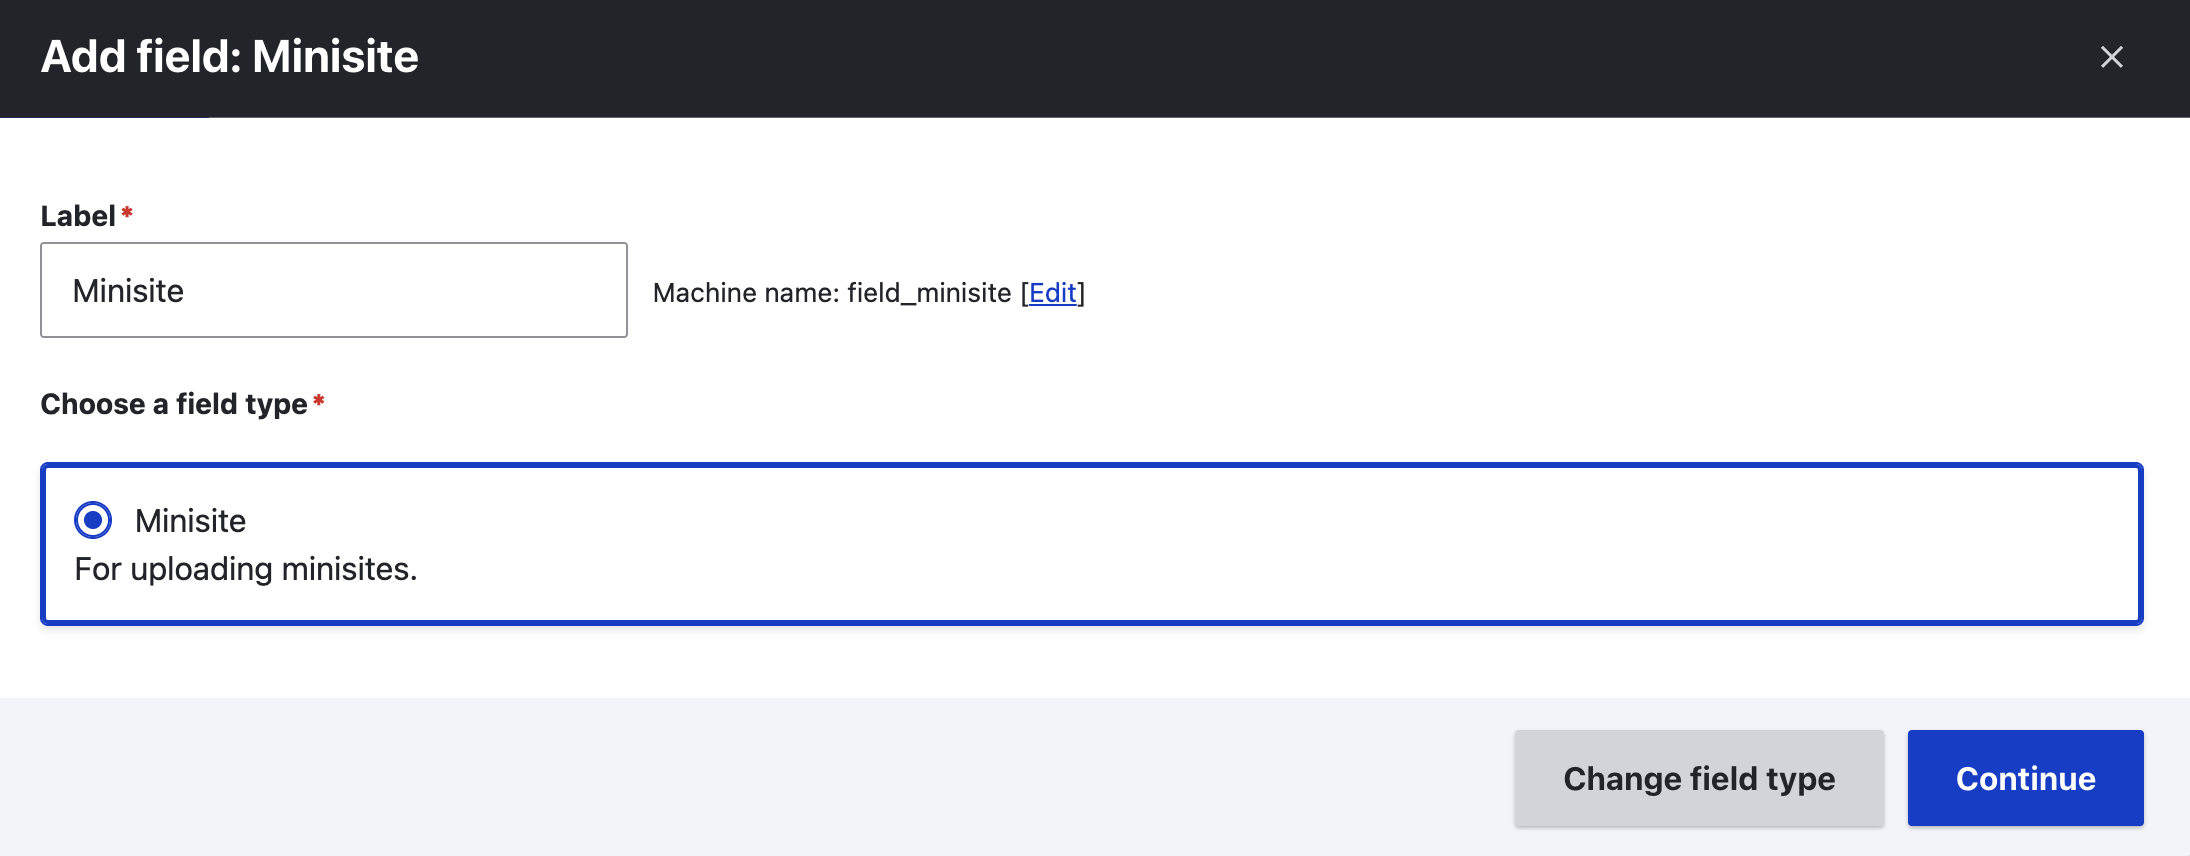 Add field: Minisite
Label*
Minisite
Machine name: field_minisite [Edit]
Choose a field type*
Minisite
For uploading minisites.
Change field type
Continue